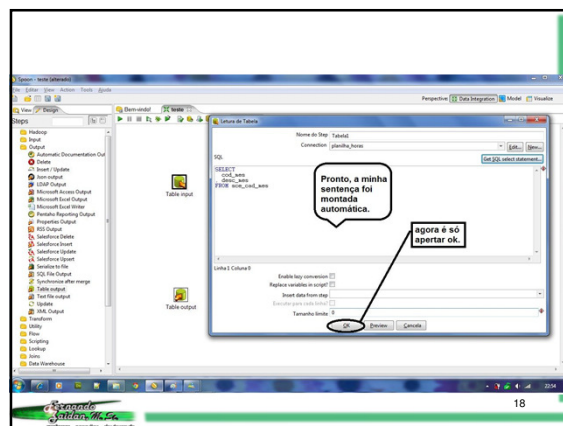 Spoon - teste (alterado)
File Editar View Action Tools Ajuda
Perspective: Data Integration Model Visualize
View Design
Bem-vindo! teste
Steps
Hadoop
Input
Output
Automatic Documentation Out
Delete
Insert / Update
Json output
LDAP Output
Microsoft Access Output
Microsoft Excel Output
Microsoft Excel Writer
Pentaho Reporting Output
Properties Output
RSS Output
Salesforce Delete
Salesforce Insert
Salesforce Update
Salesforce Upsert
Serialize to file
SQL File Output
Synchronize after merge
Table output
Text file output
Update
XML Output
Transform
Utility
Flow
Scripting
Lookup
Joins
Data Warehouse
Table input
Table output
Leitura de Tabela
Nome do Step Tabela1
Connection planilha_horas Edit... New...
SQL Get SQL select statement...
SELECT
cod_aes
, desc_aes
Pronto, a minha
sentença foi
montada
automática.
agora é só
apertar ok.
Linha 1 Coluna 0
Enable lazy conversion
Replace variables in script?
Insert data from step
Executar para cada linha?
Tamanho limite 0
OK Preview Cancela
22:54
18